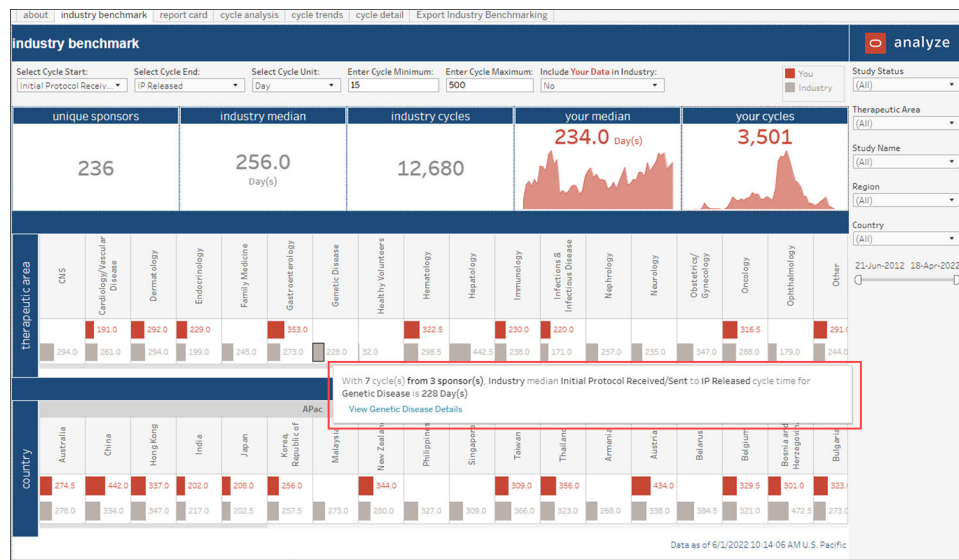 about industry benchmark report card cycle analysis cycle trends cycle detail Export Industry Benchmarking
industry benchmark
analyze
Select Cycle Start: Select Cycle End: Select Cycle Unit: Enter Cycle Minimum: Enter Cycle Maximum: Include Your Data in Industry:
Initial Protocol Receiv... IP Released Day 15 500 No
You
Industry
Study Status
(All)
Therapeutic Area
(All)
Study Name
(All)
Region
(All)
Country
(All)
21-Jun-2012 18-Apr-2022
unique sponsors industry median industry cycles your median your cycles
236 256.0 Day(s) 12,680 234.0 Day(s) 3,501
therapeutic area
CNS
Cardiology/Vascular Disease
Dermatology
Endocrinology
Family Medicine
Gastroenterology
Genetic Disease
Healthy Volunteers
Hematology
Hepatology
Immunology
Infections & Infectious Disease
Nephrology
Neurology
Obstetrics/ Gynecology
Oncology
Ophthalmology
Other
191.0 292.0 229.0 353.0 322.5 230.0 220.0 316.5 291.0
294.0 261.0 294.0 199.0 245.0 273.0 228.0 32.0 298.5 442.5 238.0 171.0 257.0 235.0 347.0 288.0 179.0 244.0
With 7 cycle(s) from 3 sponsor(s), Industry median Initial Protocol Received/Sent to IP Released cycle time for
Genetic Disease is 228 Day(s)
View Genetic Disease Details
country
APac
Australia
China
Hong Kong
India
Japan
Korea, Republic of
Malaysia
New Zealand
Philippines
Singapore
Taiwan
Thailand
Armenia
Austria
Belarus
Belgium
Bosnia and Herzegovina
Bulgaria
274.5 442.0 337.0 202.0 208.0 256.0 344.0 309.0 356.0 434.0 329.5 301.0 323.
278.0 334.0 347.0 217.0 202.5 257.5 273.0 280.0 327.0 309.0 366.0 323.0 268.0 338.0 384.5 321.0 472.5 273.0
Data as of 6/1/2022 10:14:06 AM U.S. Pacific